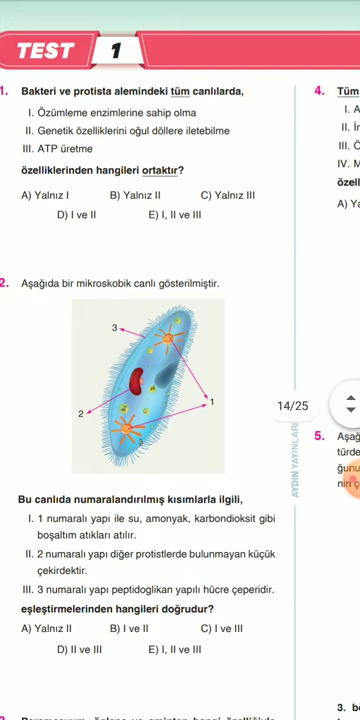 TEST 1
1. Bakteri ve protista alemindeki tüm canlılarda,
I. Özümleme enzimlerine sahip olma
II. Genetik özelliklerini oğul döllere iletebilme
III. ATP üretme
özelliklerinden hangileri ortaktır?
A) Yalnız I B) Yalnız II C) Yalnız III
D) I ve II E) I, II ve III
2. Aşağıda bir mikroskobik canlı gösterilmiştir.
3
1
2
Bu canlıda numaralandırılmış kısımlarla ilgili,
I. 1 numaralı yapı ile su, amonyak, karbondioksit gibi
boşaltım atıkları atılır.
II. 2 numaralı yapı diğer protistlerde bulunmayan küçük
çekirdektir.
III. 3 numaralı yapı peptidoglikan yapılı hücre çeperidir.
eşleştirmelerinden hangileri doğrudur?
A) Yalnız II B) I ve II C) I ve III
D) II ve III E) I, II ve III
14/25
AYDIN YAYINLARI
4. Tüm
I. A
II. İr
III. Ö
IV. M
özell
A) Ya
5. Aşağ
türde
ğunu
nin ç
3. b